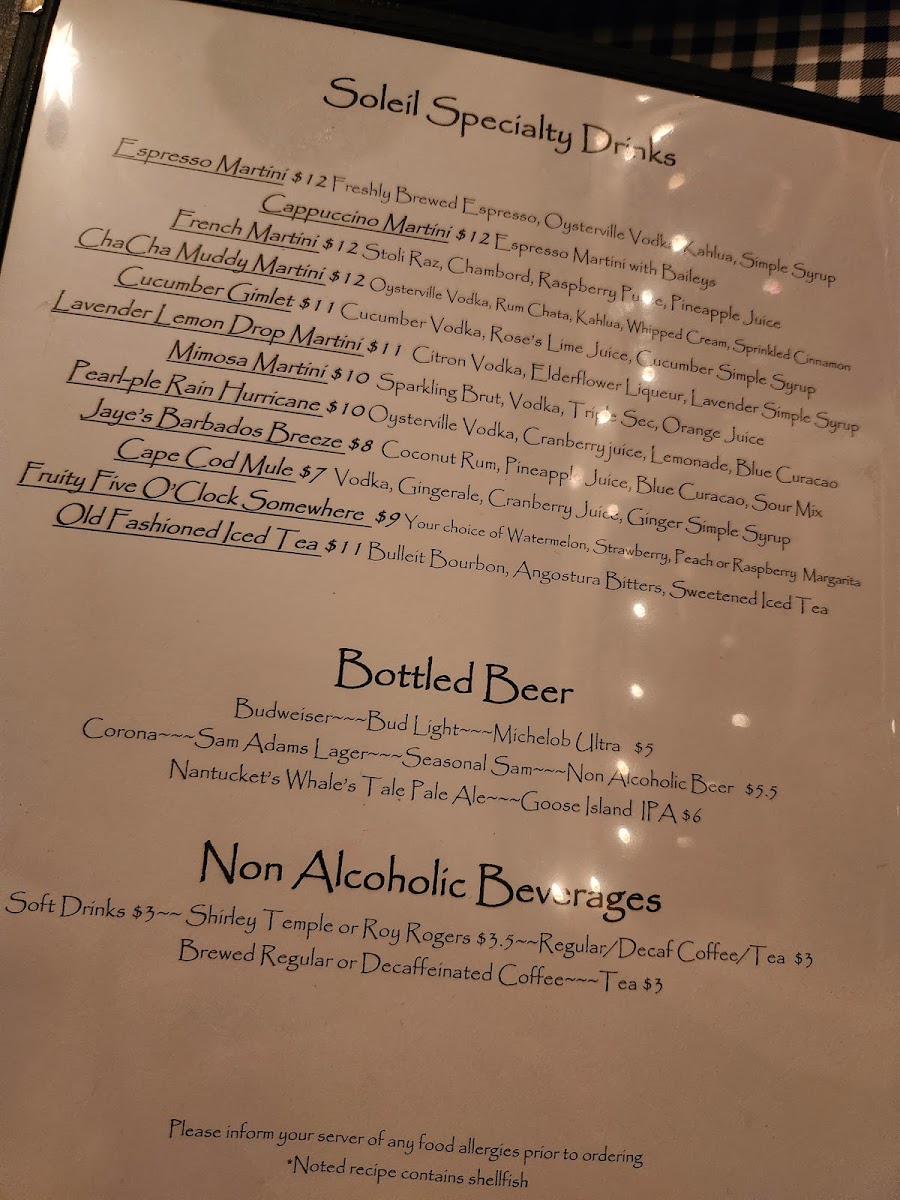 Soleil Specialty Drinks
Espresso Martini $12 Freshly Brewed Espresso, Oysterville Vodka, Kahlua, Simple Syrup
Cappuccino Martini $12 Espresso Martini with Baileys
French Martini $12 Stoli Raz, Chambord, Raspberry Puree, Pineapple Juice
ChaCha Muddy Martini $12 Oysterville Vodka, Rum Chata, Kahlua, Whipped Cream, Sprinkled Cinnamon
Cucumber Gimlet $11 Cucumber Vodka, Rose's Lime Juice, Cucumber Simple Syrup
Lavender Lemon Drop Martini $11 Citron Vodka, Elderflower Liqueur, Lavender Simple Syrup
Mimosa Martini $10 Sparkling Brut, Vodka, Triple Sec, Orange Juice
Pearl-ple Rain Hurricane $10 Oysterville Vodka, Cranberry juice, Lemonade, Blue Curacao
Jaye's Barbados Breeze $8 Coconut Rum, Pineapple Juice, Blue Curacao, Sour Mix
Cape Cod Mule $7 Vodka, Gingerale, Cranberry Juice, Ginger Simple Syrup
Fruity Five O'Clock Somewhere $9 Your choice of Watermelon, Strawberry, Peach or Raspberry Margarita
Old Fashioned Iced Tea $11 Bulleit Bourbon, Angostura Bitters, Sweetened Iced Tea
Bottled Beer
Budweiser~~~Bud Light~~~Michelob Ultra $5
Corona~~~Sam Adams Lager~~~Seasonal Sam~~~Non Alcoholic Beer $5.5
Nantucket's Whale's Tale Pale Ale~~~Goose Island IPA $6
Non Alcoholic Beverages
Soft Drinks $3~~ Shirley Temple or Roy Rogers $3.5~~Regular/Decaf Coffee/Tea $3
Brewed Regular or Decaffeinated Coffee~~~Tea $3
Please inform your server of any food allergies prior to ordering
*Noted recipe contains shellfish